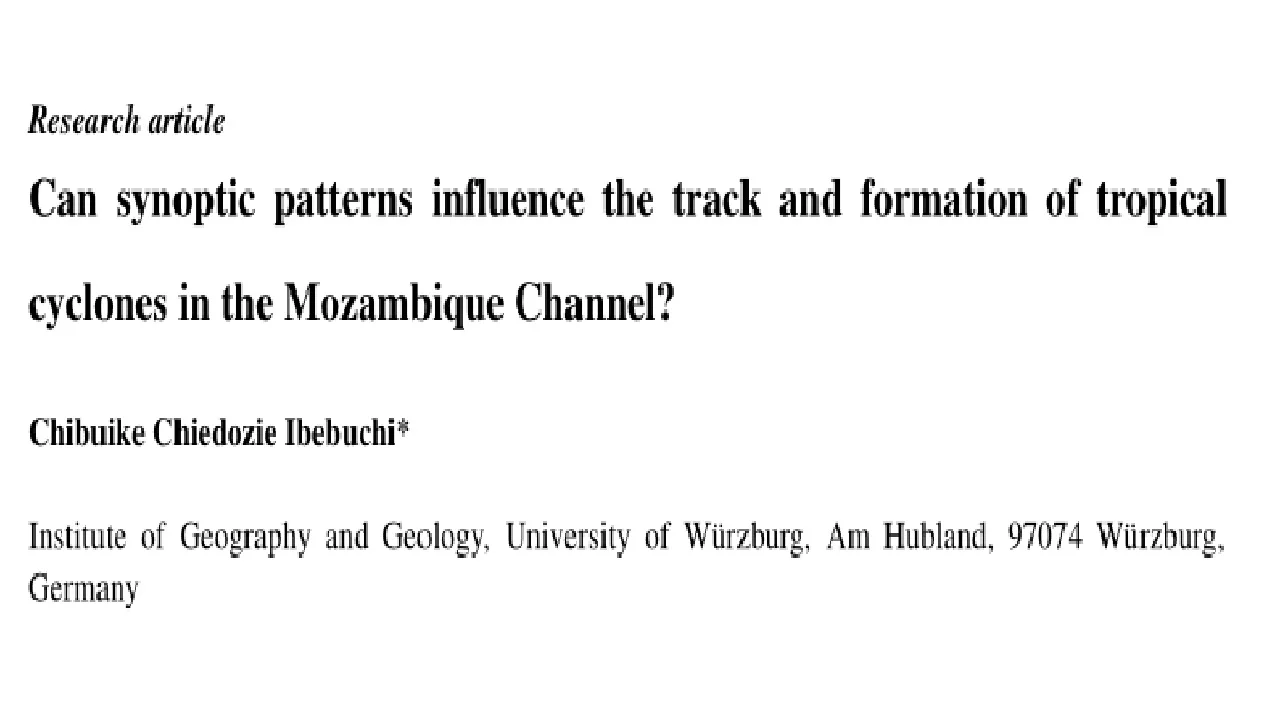 Research article
Can synoptic patterns influence the track and formation of tropical
cyclones in the Mozambique Channel?
Chibuike Chiedozie Ibebuchi*
Institute of Geography and Geology, University of Würzburg, Am Hubland, 97074 Würzburg,
Germany